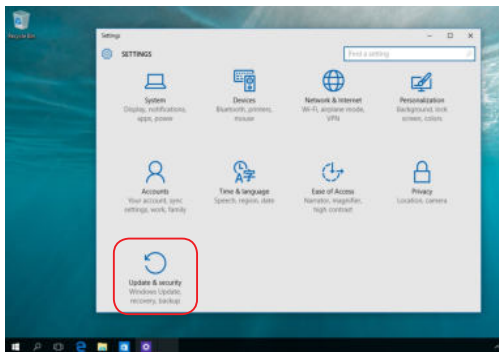 Recycle Bin
Settings
SETTINGS
Find a setting
System
Display, notifications,
apps, power
Devices
Bluetooth, printers,
mouse
Network & Internet
Wi-Fi, airplane mode,
VPN
Personalization
Background, lock
screen, colors
Accounts
Your account, sync
settings, work, family
Time & language
Speech, region, date
Ease of Access
Narrator, magnifier,
high contrast
Privacy
Location, camera
Update & security
Windows Update,
recovery, backup